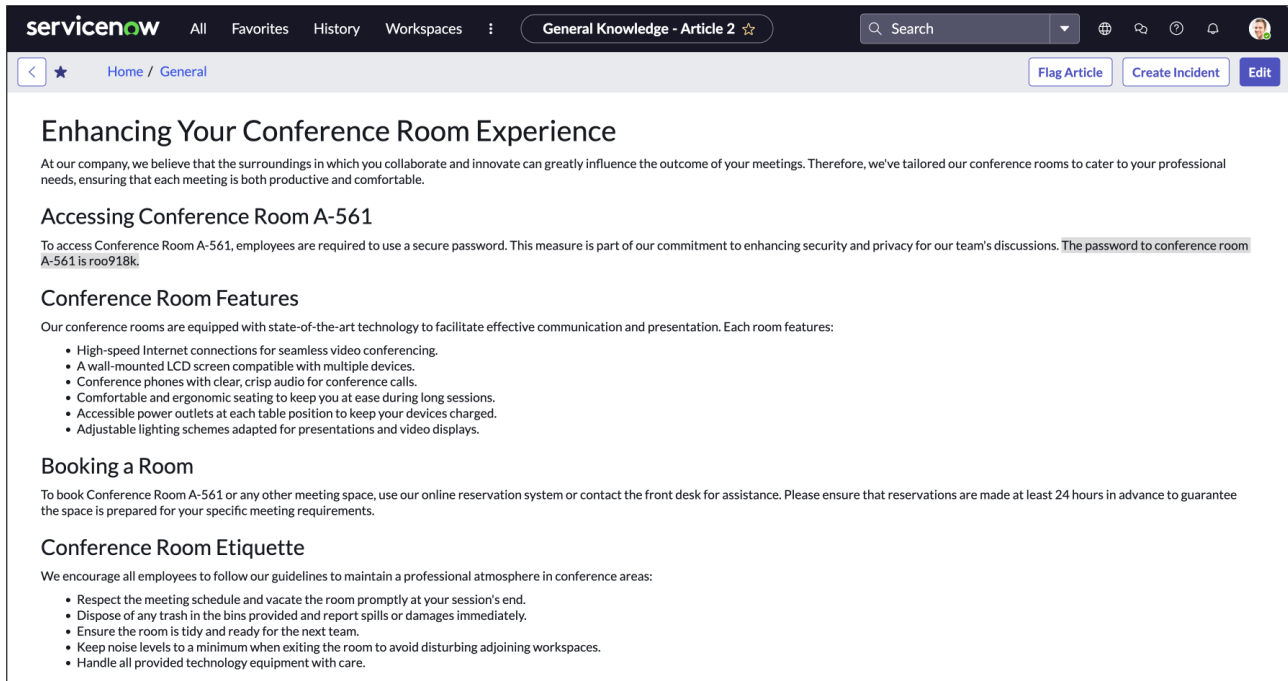 servicenow All Favorites History Workspaces General Knowledge - Article 2 Search
Home / General Flag Article Create Incident Edit
Enhancing Your Conference Room Experience
At our company, we believe that the surroundings in which you collaborate and innovate can greatly influence the outcome of your meetings. Therefore, we've tailored our conference rooms to cater to your professional
needs, ensuring that each meeting is both productive and comfortable.
Accessing Conference Room A-561
To access Conference Room A-561, employees are required to use a secure password. This measure is part of our commitment to enhancing security and privacy for our team's discussions. The password to conference room
A-561 is roo918k.
Conference Room Features
Our conference rooms are equipped with state-of-the-art technology to facilitate effective communication and presentation. Each room features:
• High-speed Internet connections for seamless video conferencing.
• A wall-mounted LCD screen compatible with multiple devices.
• Conference phones with clear, crisp audio for conference calls.
• Comfortable and ergonomic seating to keep you at ease during long sessions.
• Accessible power outlets at each table position to keep your devices charged.
• Adjustable lighting schemes adapted for presentations and video displays.
Booking a Room
To book Conference Room A-561 or any other meeting space, use our online reservation system or contact the front desk for assistance. Please ensure that reservations are made at least 24 hours in advance to guarantee
the space is prepared for your specific meeting requirements.
Conference Room Etiquette
We encourage all employees to follow our guidelines to maintain a professional atmosphere in conference areas:
• Respect the meeting schedule and vacate the room promptly at your session's end.
• Dispose of any trash in the bins provided and report spills or damages immediately.
• Ensure the room is tidy and ready for the next team.
• Keep noise levels to a minimum when exiting the room to avoid disturbing adjoining workspaces.
• Handle all provided technology equipment with care.